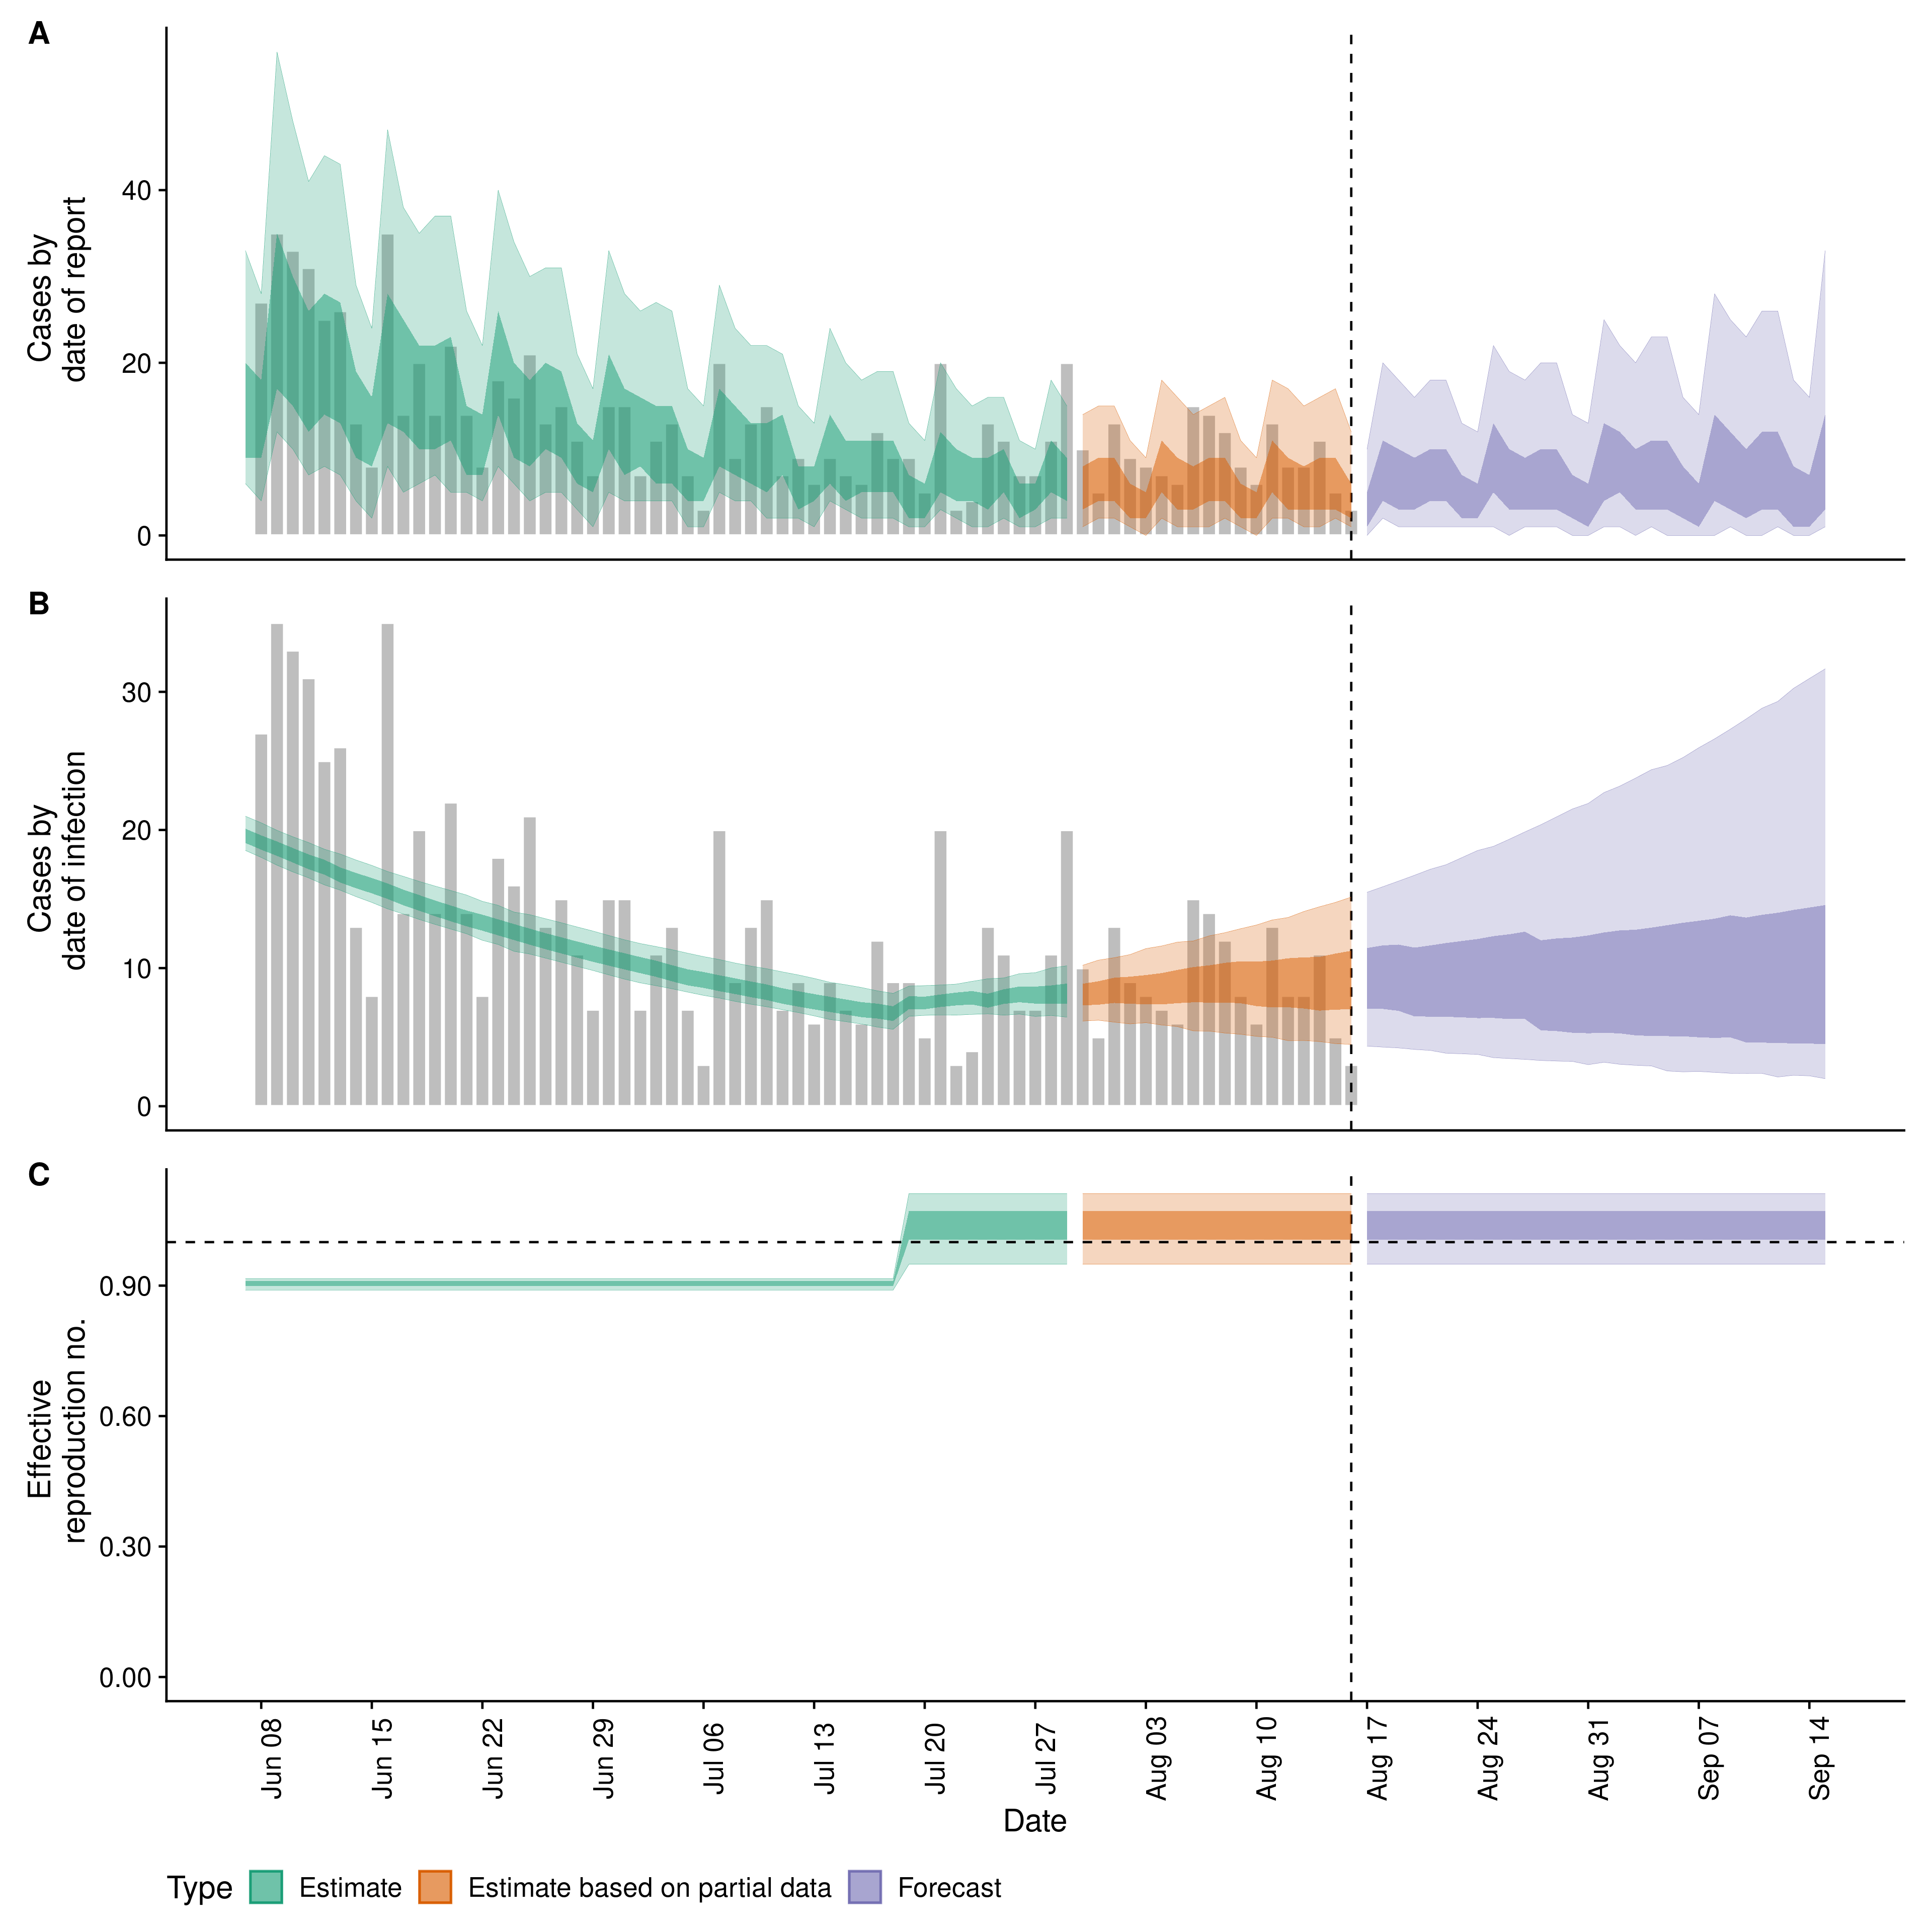 A
Cases by
date of report
40
20
0
B
Cases by
date of infection
30
20
10
0
C
Effective
reproduction no.
0.90
0.60
0.30
0.00
Jun 08
Jun 15
Jun 22
Jun 29
Jul 06
Jul 13
Jul 20
Jul 27
Aug 03
Aug 10
Aug 17
Aug 24
Aug 31
Sep 07
Sep 14
Date
Type Estimate Estimate based on partial data Forecast